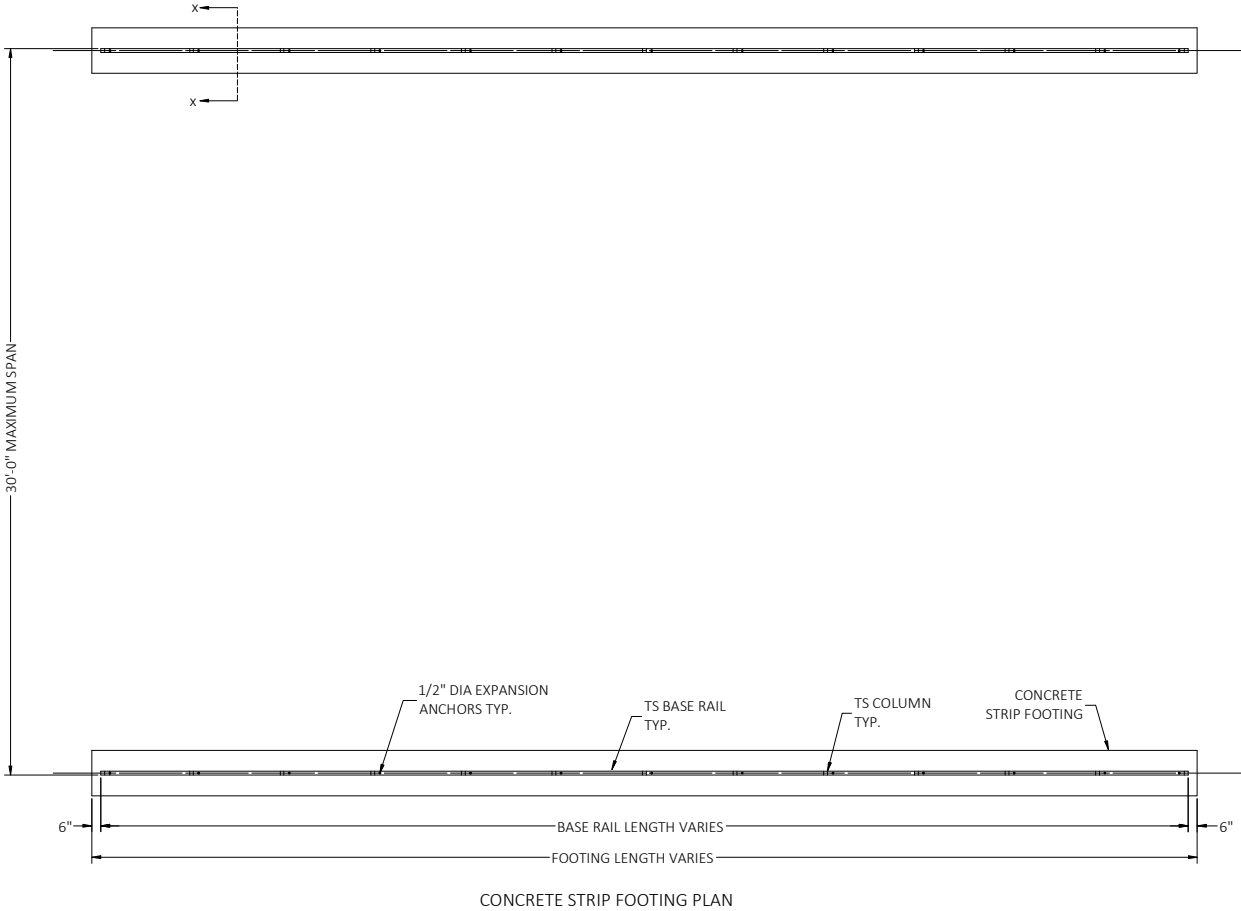 x
x
30'-0" MAXIMUM SPAN
1/2" DIA EXPANSION
ANCHORS TYP.
TS BASE RAIL
TYP.
TS COLUMN
TYP.
CONCRETE
STRIP FOOTING
6"
BASE RAIL LENGTH VARIES
6"
FOOTING LENGTH VARIES
CONCRETE STRIP FOOTING PLAN